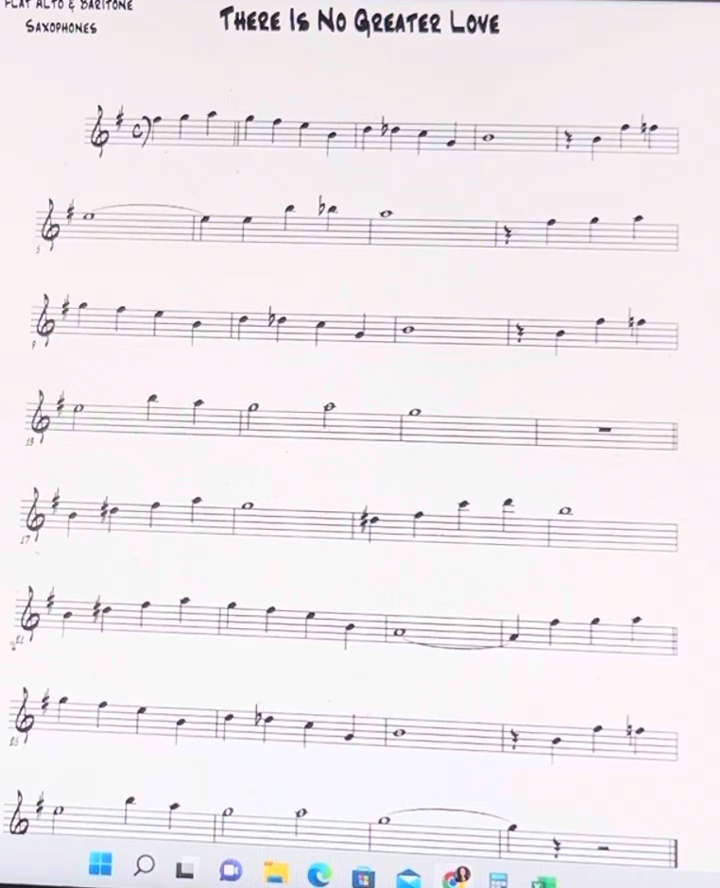 FLAT ALTO & BARITONE
SAXOPHONES
THERE IS NO GREATER LOVE
5
9
13
17
21
25